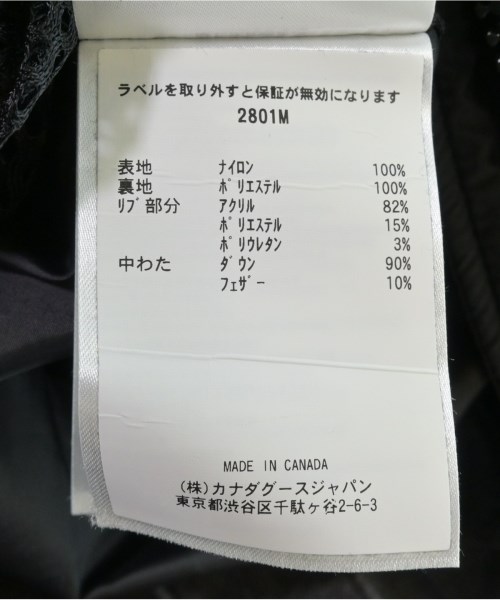 ラベルを取り外すと保証が無効になります
2801M
表地 ﾅｲﾛﾝ 100%
裏地 ﾎﾟﾘｴｽﾃﾙ 100%
ﾘﾌﾞ部分 ｱｸﾘﾙ 82%
ﾎﾟﾘｴｽﾃﾙ 15%
ﾎﾟﾘｳﾚﾀﾝ 3%
中わた ﾀﾞｳﾝ 90%
ﾌｪｻﾞｰ 10%
MADE IN CANADA
(株)カナダグースジャパン
東京都渋谷区千駄ヶ谷2-6-3